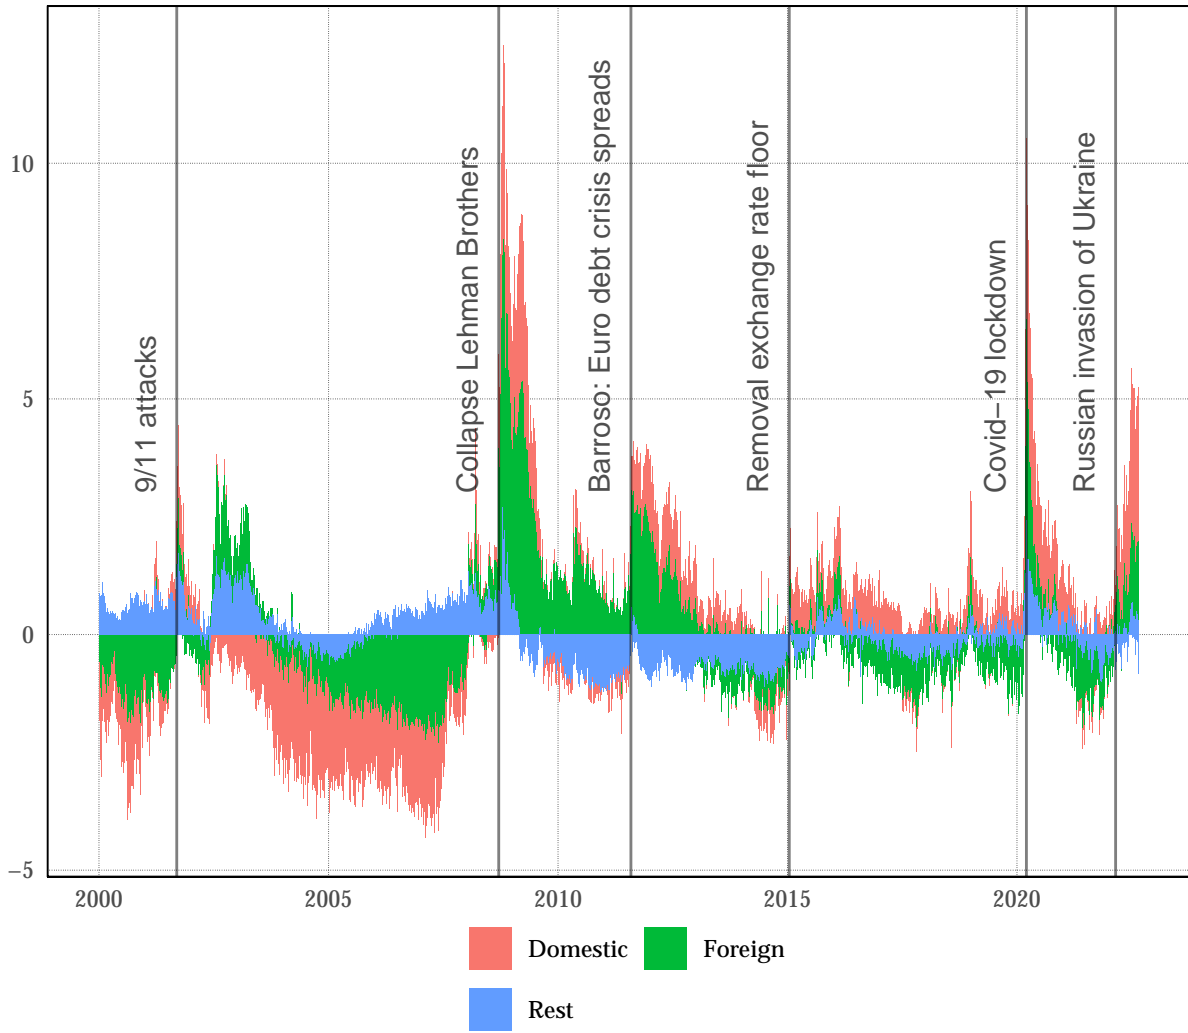 10
5
0
−5
9/11 attacks
Collapse Lehman Brothers
Barroso: Euro debt crisis spreads
Removal exchange rate floor
Covid−19 lockdown
Russian invasion of Ukraine
2000 2005 2010 2015 2020
Domestic Foreign
Rest